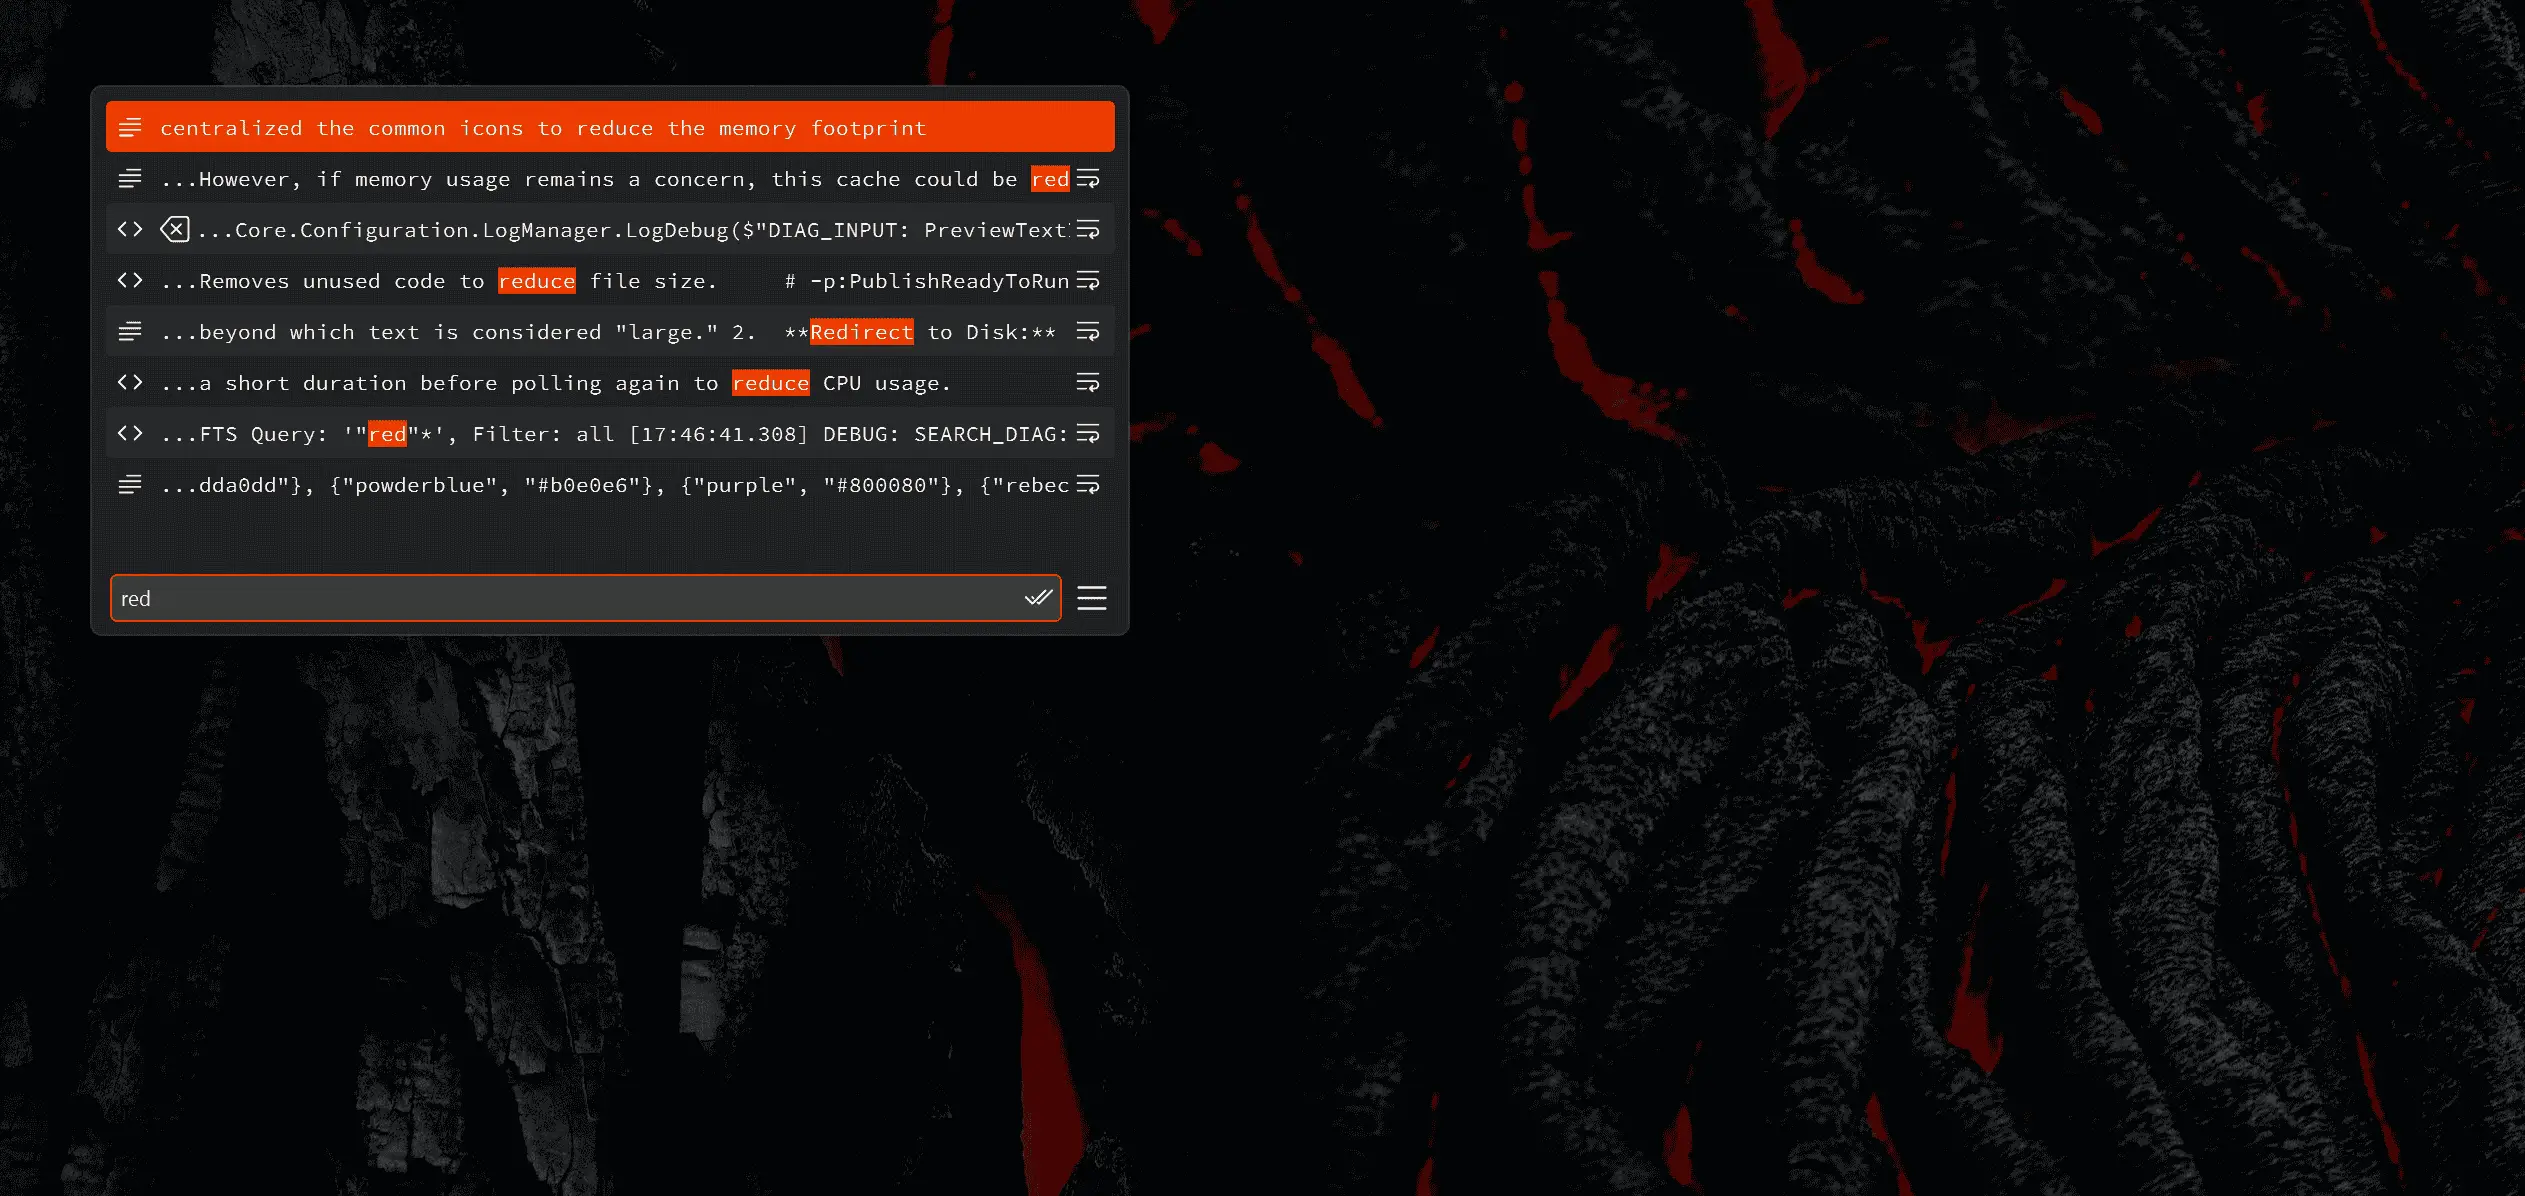 centralized the common icons to reduce the memory footprint
...However, if memory usage remains a concern, this cache could be red
...Core.Configuration.LogManager.LogDebug($"DIAG_INPUT: PreviewText
...Removes unused code to reduce file size.     # -p:PublishReadyToRun
...beyond which text is considered "large." 2.  **Redirect to Disk:**
...a short duration before polling again to reduce CPU usage.
...FTS Query: '"red"*', Filter: all [17:46:41.308] DEBUG: SEARCH_DIAG:
...dda0dd"}, {"powderblue", "#b0e0e6"}, {"purple", "#800080"}, {"rebec
red